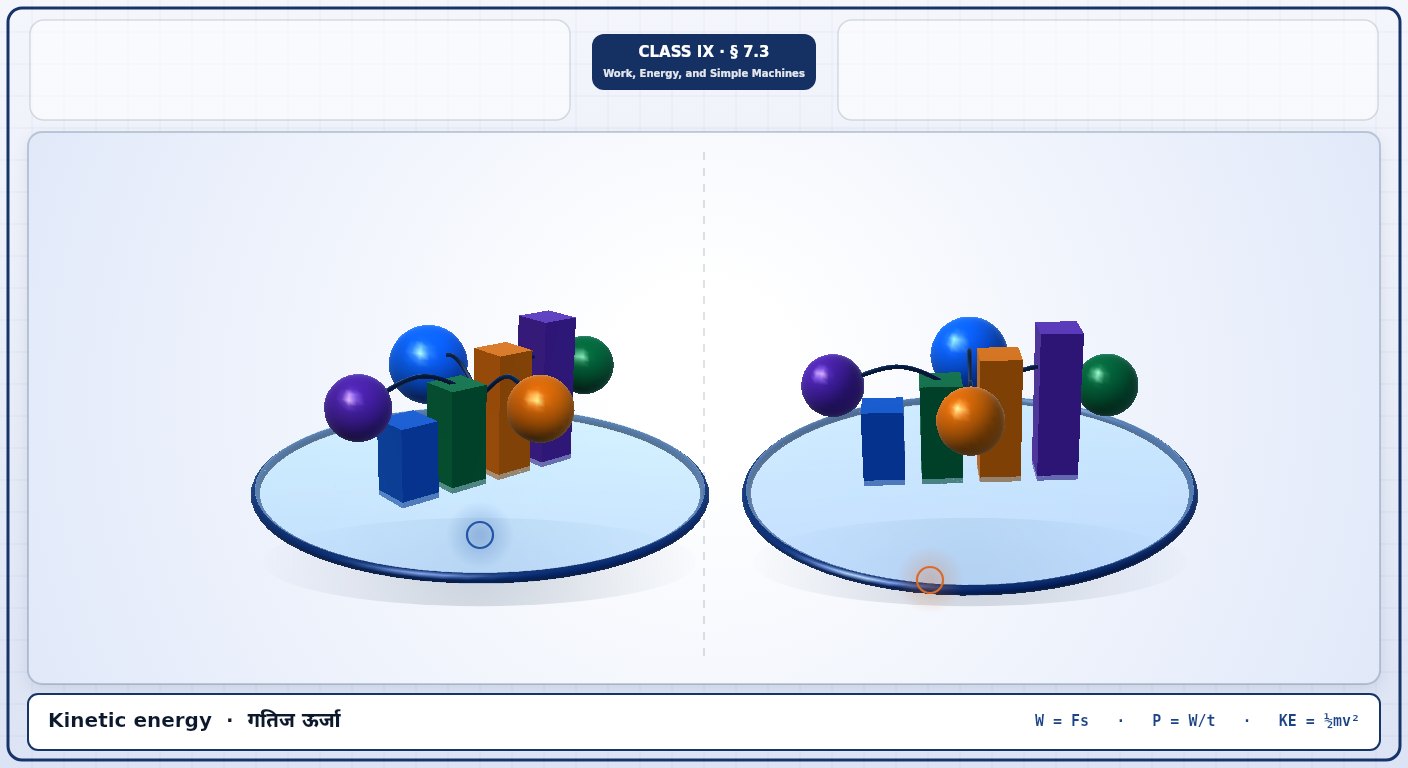 CLASS IX · § 7.3
Work, Energy, and Simple Machines
Kinetic energy · गतिज ऊर्जा
W = Fs · P = W/t · KE = ½mv²